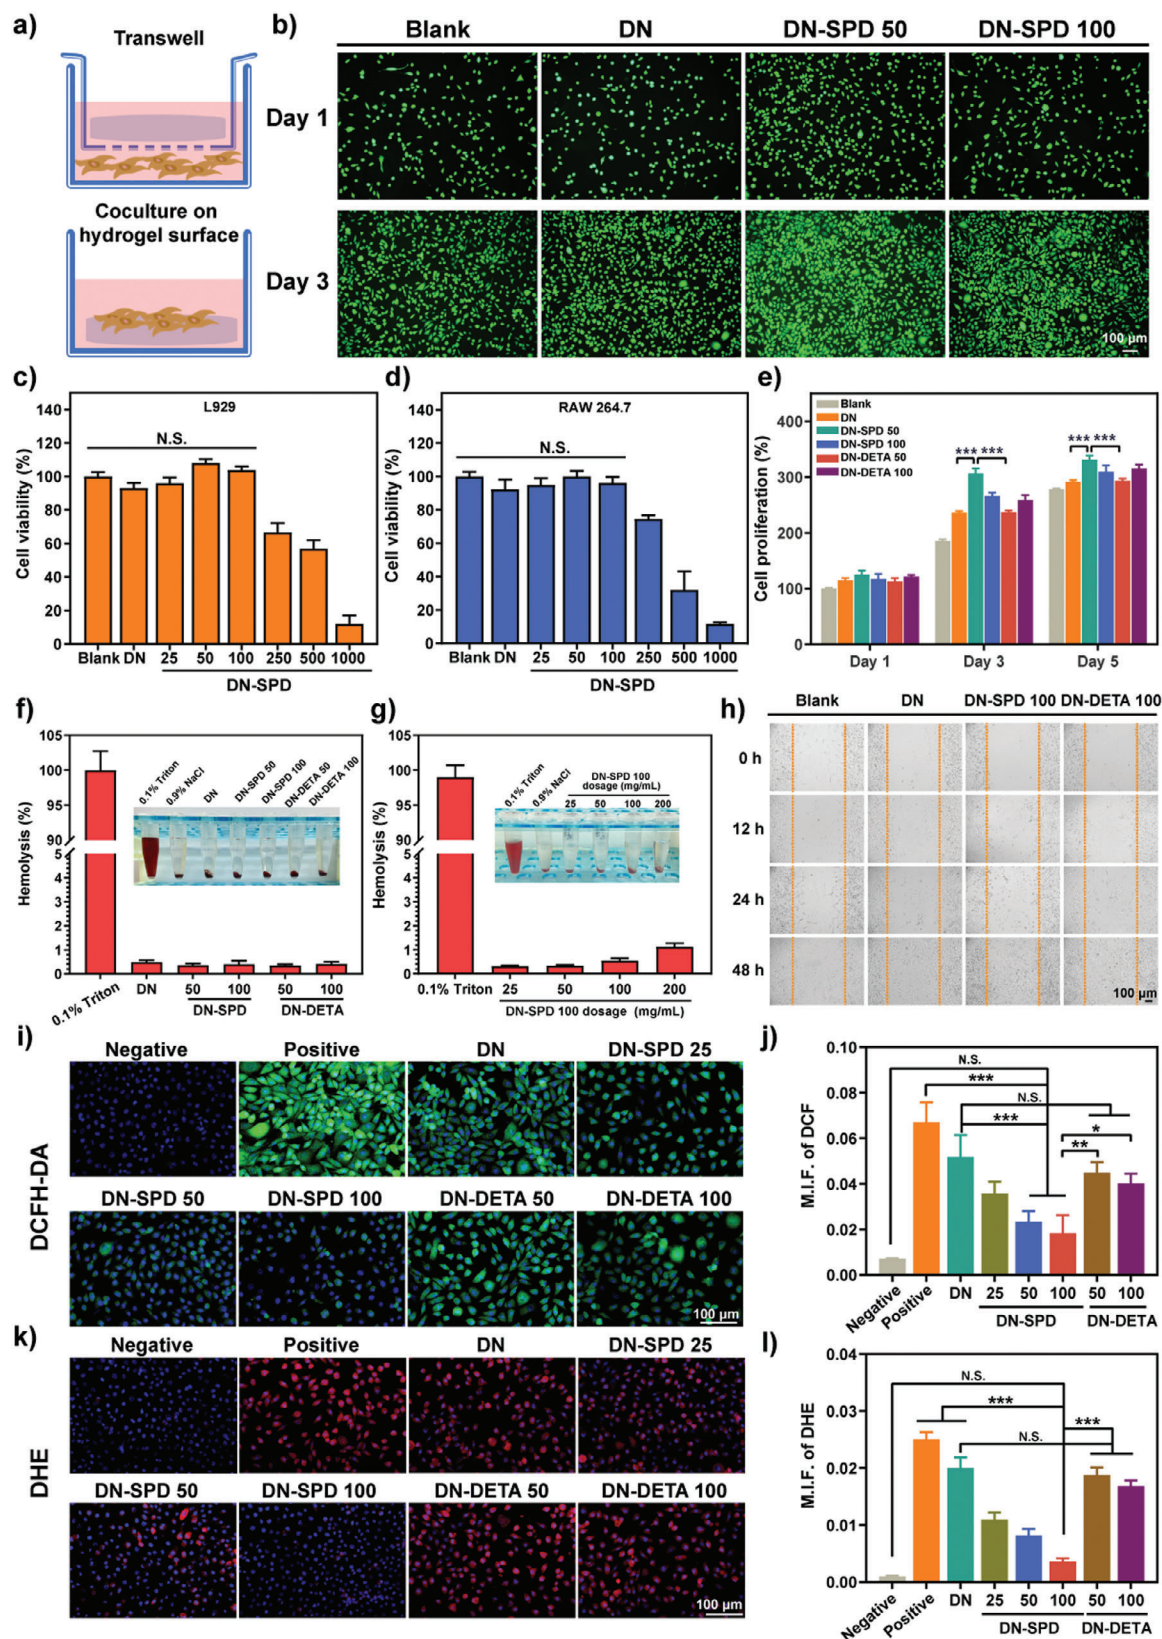 a)
Transwell
Coculture on
hydrogel surface
b)
Blank DN DN-SPD 50 DN-SPD 100
Day 1
Day 3
100 µm
c)
L929
N.S.
Cell viability (%)
140
120
100
80
60
40
20
0
Blank DN 25 50 100 250 500 1000
DN-SPD
d)
RAW 264.7
N.S.
Cell viability (%)
140
120
100
80
60
40
20
0
Blank DN 25 50 100 250 500 1000
DN-SPD
e)
Blank
DN
DN-SPD 50
DN-SPD 100
DN-DETA 50
DN-DETA 100
*** ***
*** ***
Cell proliferation (%)
400
300
200
100
0
Day 1 Day 3 Day 5
f)
Hemolysis (%)
105
100
95
90
5
4
3
2
1
0
0.1% Triton 0.9% NaCl DN DN-SPD 50 DN-SPD 100 DN-DETA 50 DN-DETA 100
0.1% Triton DN 50 100 50 100
DN-SPD DN-DETA
g)
Hemolysis (%)
105
100
95
90
5
4
3
2
1
0
0.1% Triton 0.9% NaCl
DN-SPD 100
dosage (mg/mL)
25 50 100 200
0.1% Triton 25 50 100 200
DN-SPD 100 dosage (mg/mL)
h)
Blank DN DN-SPD 100 DN-DETA 100
0 h
12 h
24 h
48 h
100 µm
i)
DCFH-DA
Negative Positive DN DN-SPD 25
DN-SPD 50 DN-SPD 100 DN-DETA 50 DN-DETA 100
100 µm
j)
M.I.F. of DCF
0.10
0.08
0.06
0.04
0.02
0.00
N.S.
***
N.S.
***
*
**
Negative Positive DN 25 50 100 50 100
DN-SPD DN-DETA
k)
DHE
Negative Positive DN DN-SPD 25
DN-SPD 50 DN-SPD 100 DN-DETA 50 DN-DETA 100
100 µm
l)
M.I.F. of DHE
0.04
0.03
0.02
0.01
0.00
N.S.
***
***
N.S.
Negative Positive DN 25 50 100 50 100
DN-SPD DN-DETA